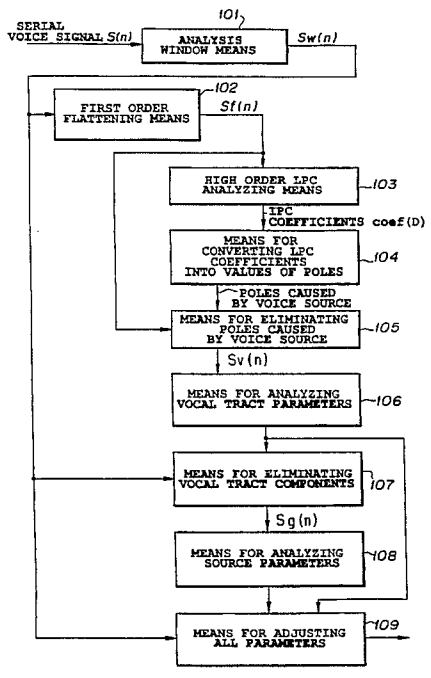 SERIAL
VOICE SIGNAL S(n)
101
ANALYSIS
WINDOW MEANS
Sw(n)
102
FIRST ORDER
FLATTENING MEANS
Sf(n)
HIGH ORDER LPC
ANALYZING MEANS
103
IPC
COEFFICIENTS coef(D)
MEANS FOR
CONVERTING LPC
COEFFICIENTS
INTO VALUES OF POLES
104
POLES CAUSED
BY VOICE SOURCE
MEANS FOR ELIMINATING
POLES CAUSED
BY VOICE SOURCE
105
Sv(n)
MEANS FOR ANALYZING
VOCAL TRACT PARAMETERS
106
MEANS FOR ELIMINATING
VOCAL TRACT COMPONENTS
107
Sg(n)
MEANS FOR ANALYZING
SOURCE PARAMETERS
108
MEANS FOR ADJUSTING
ALL PARAMETERS
109